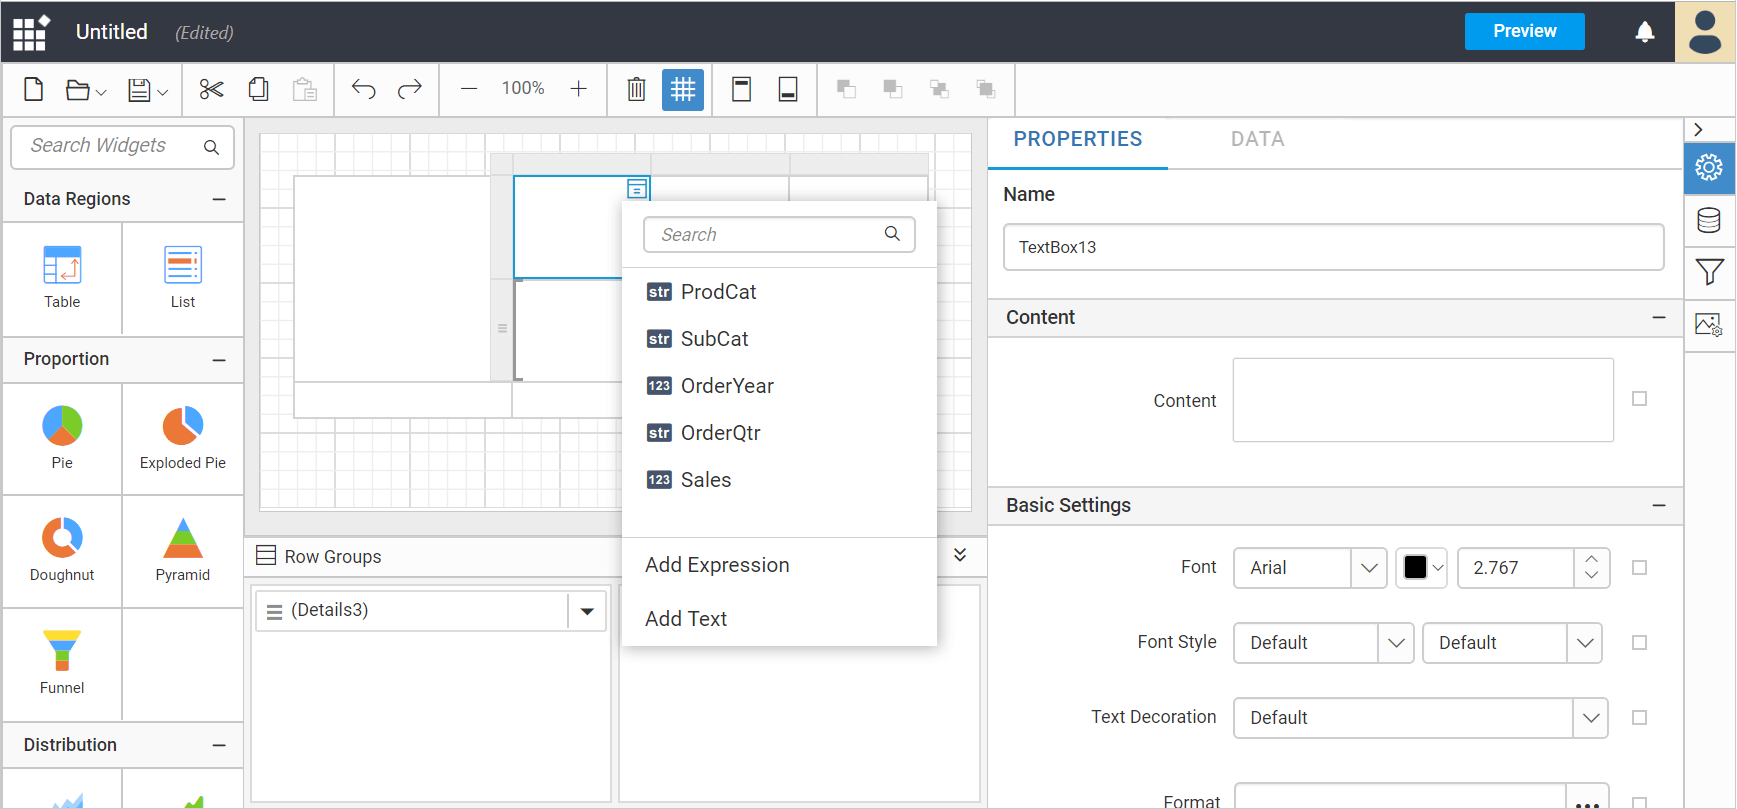 Untitled (Edited)
Preview
100%
Search Widgets
Data Regions
Table
List
Proportion
Pie
Exploded Pie
Doughnut
Pyramid
Funnel
Distribution
Search
str ProdCat
str SubCat
123 OrderYear
str OrderQtr
123 Sales
Add Expression
Add Text
Row Groups
(Details3)
PROPERTIES
DATA
Name
TextBox13
Content
Content
Basic Settings
Font
Arial
2.767
Font Style
Default
Default
Text Decoration
Default
Format